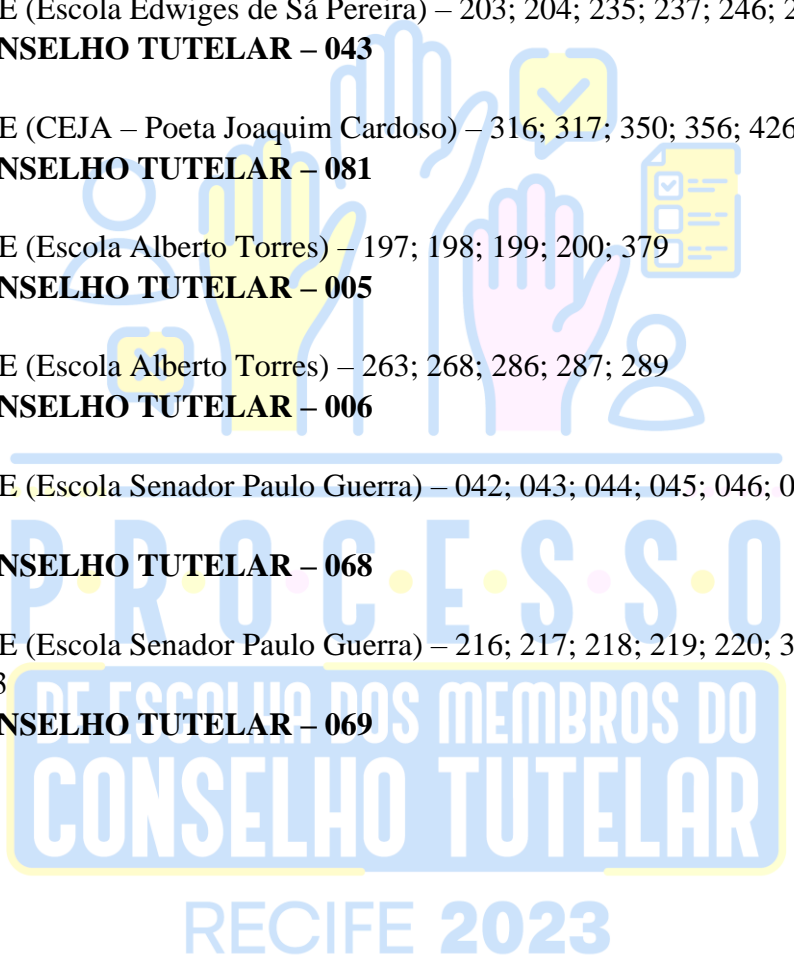 E (Escola Edwiges de Sá Pereira) – 203; 204; 235; 237; 246; 2
NSELHO TUTELAR – 043
E (CEJA – Poeta Joaquim Cardoso) – 316; 317; 350; 356; 426
NSELHO TUTELAR – 081
E (Escola Alberto Torres) – 197; 198; 199; 200; 379
NSELHO TUTELAR – 005
E (Escola Alberto Torres) – 263; 268; 286; 287; 289
NSELHO TUTELAR – 006
E (Escola Senador Paulo Guerra) – 042; 043; 044; 045; 046; 0
NSELHO TUTELAR – 068
E (Escola Senador Paulo Guerra) – 216; 217; 218; 219; 220; 3
3
NSELHO TUTELAR – 069
P•R•O•C•E•S•S•O
DE ESCOLHA DOS MEMBROS DO
CONSELHO TUTELAR
RECIFE 2023